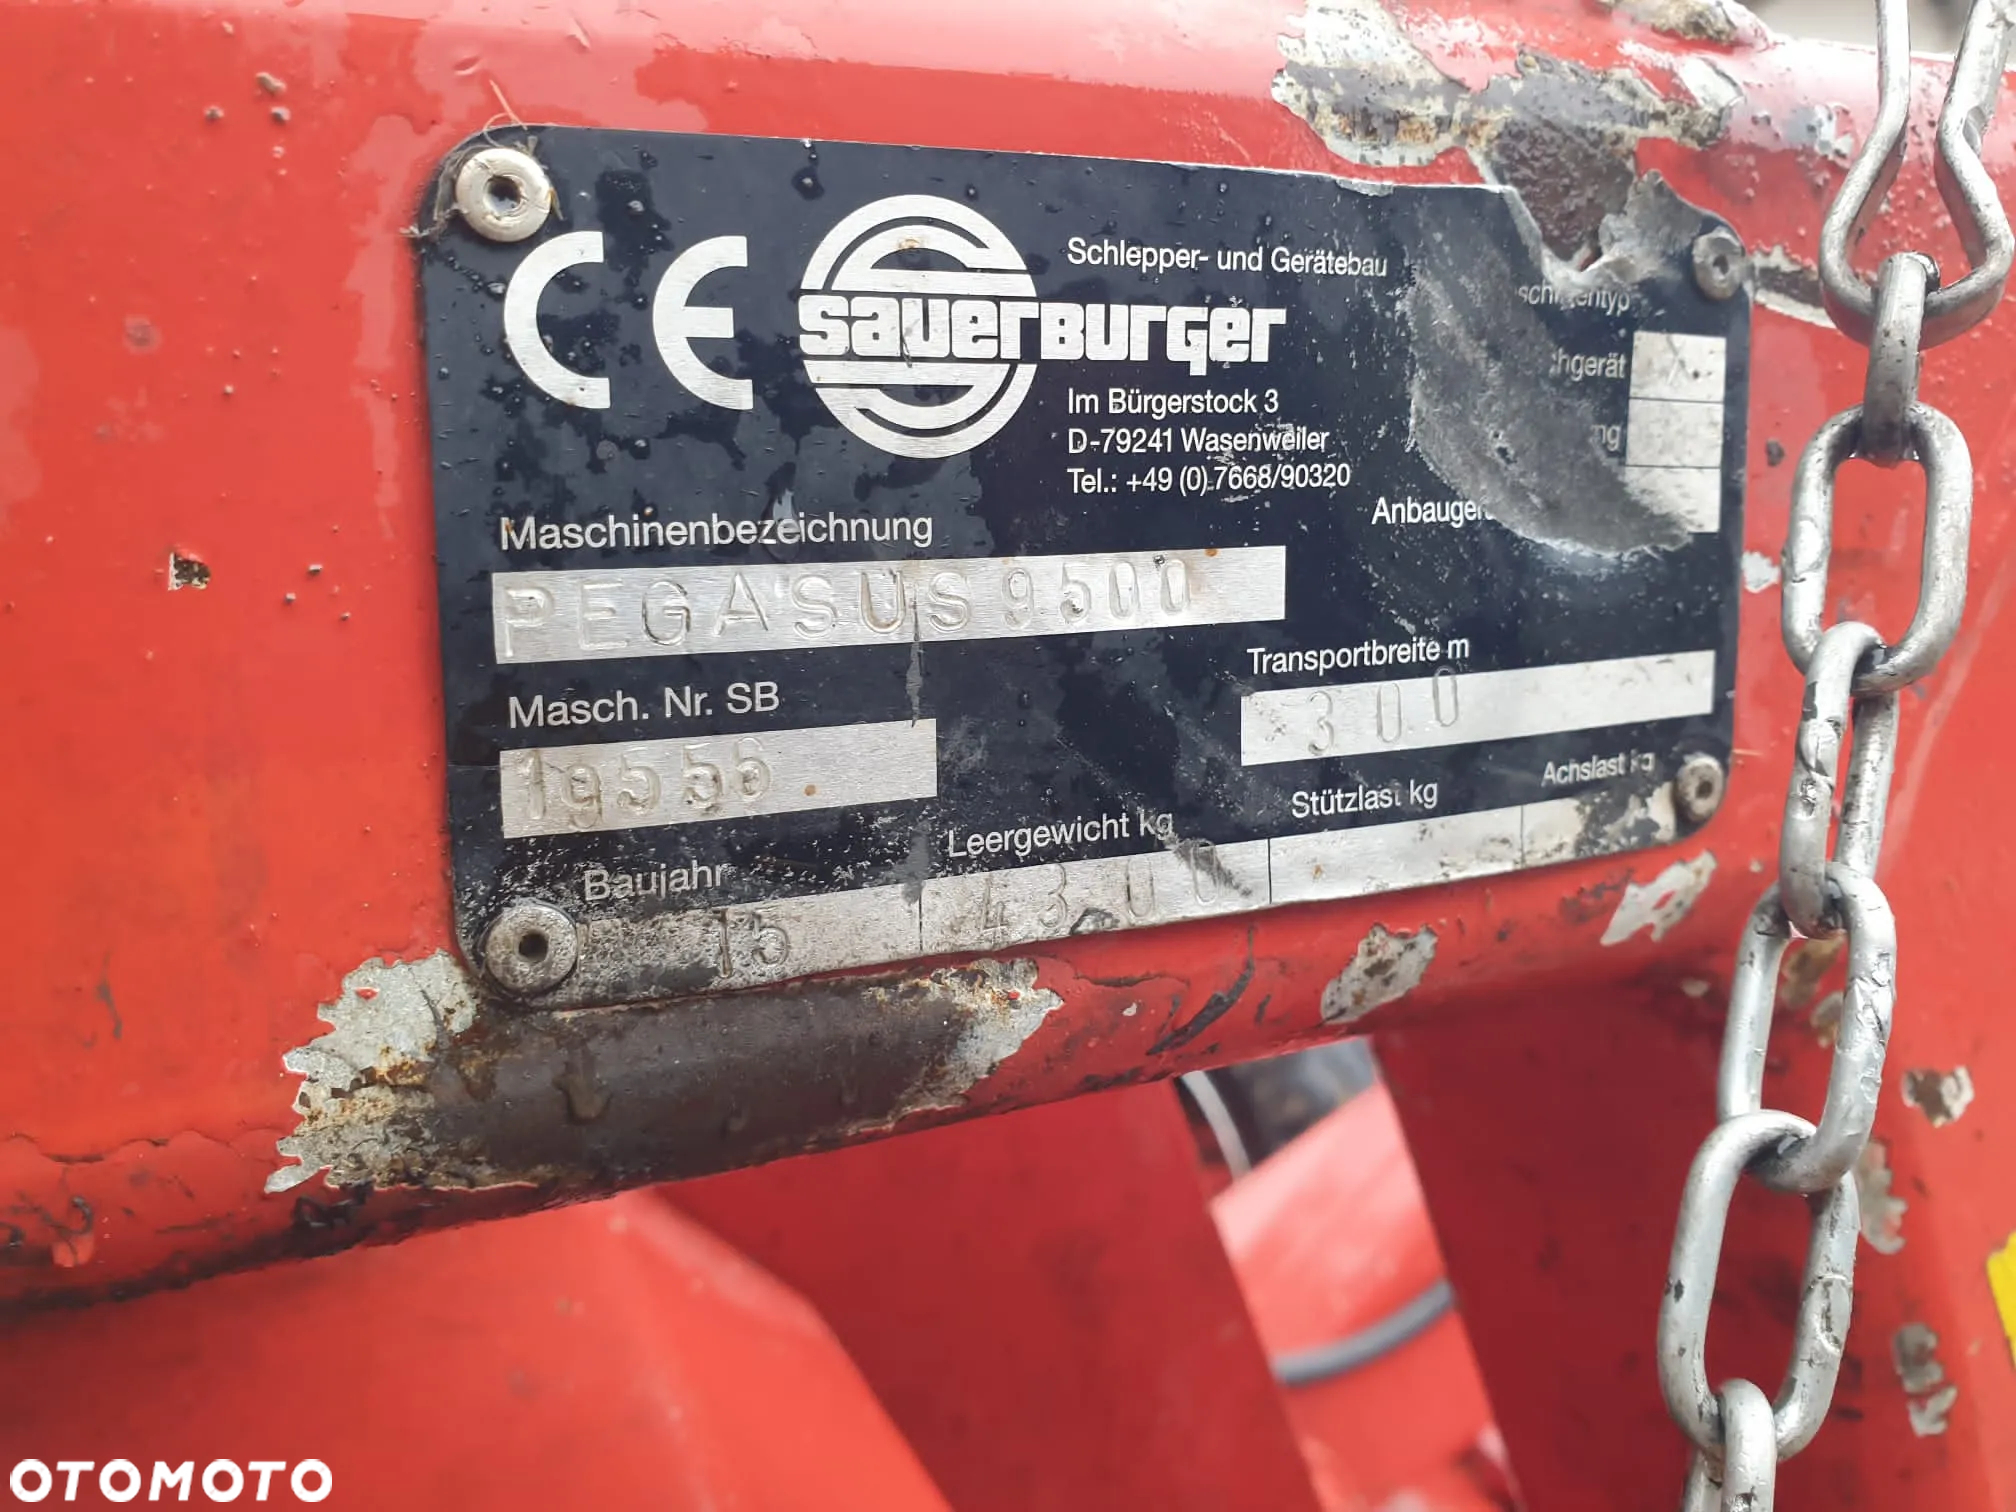 CE
Schlepper- und Gerätebau
sauerburger
Im Bürgerstock 3
D-79241 Wasenweiler
Tel.: +49 (0) 7668/90320
Anbauge
Maschinenbezeichnung
PEGASUS 9500
Masch. Nr. SB
19556
Transportbreite m
300
Baujahr
15
Leergewicht kg
4300
Stützlast kg
Achslast kg
OTOMOTO